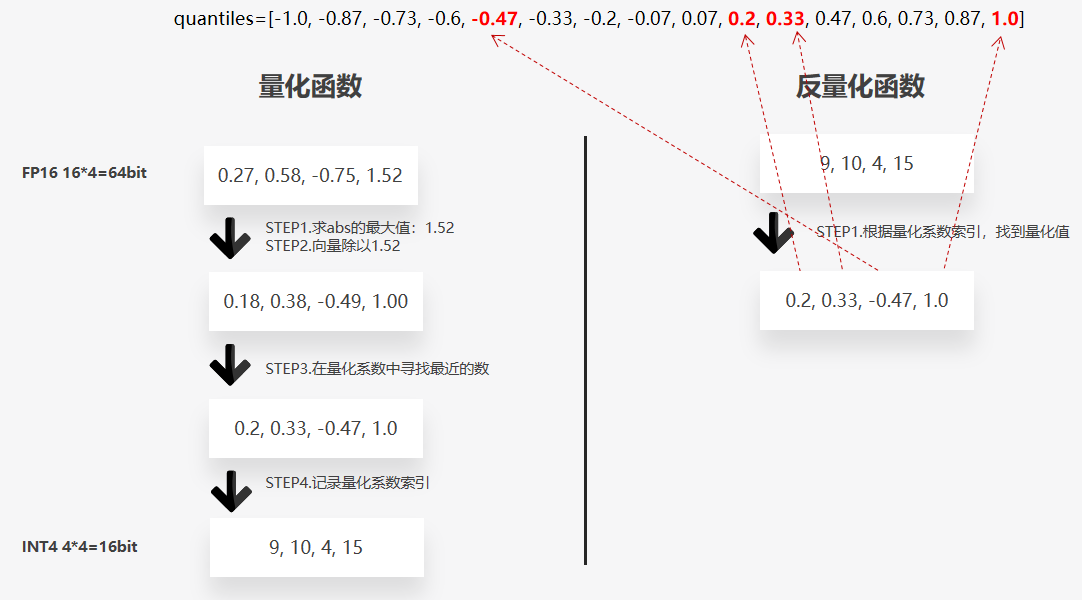 quantiles=[-1.0, -0.87, -0.73, -0.6, -0.47, -0.33, -0.2, -0.07, 0.07, 0.2, 0.33, 0.47, 0.6, 0.73, 0.87, 1.0]
量化函数
FP16 16*4=64bit
0.27, 0.58, -0.75, 1.52
STEP1.求abs的最大值：1.52
STEP2.向量除以1.52
0.18, 0.38, -0.49, 1.00
STEP3.在量化系数中寻找最近的数
0.2, 0.33, -0.47, 1.0
STEP4.记录量化系数索引
INT4 4*4=16bit
9, 10, 4, 15
反量化函数
9, 10, 4, 15
STEP1.根据量化系数索引，找到量化值
0.2, 0.33, -0.47, 1.0